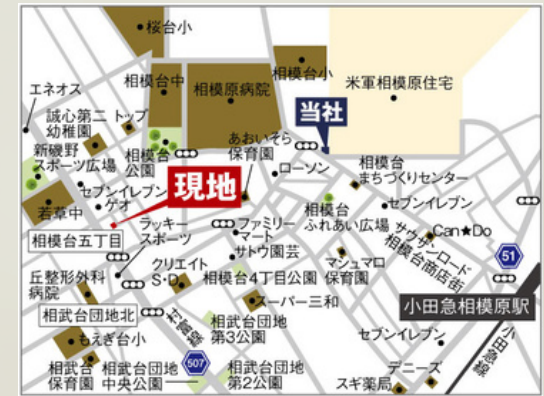 桜台小
エネオス
相模台中
相模原病院
相模台小
米軍相模原住宅
誠心第二
幼稚園
トップ
当社
新磯野
スポーツ広場
相模台
公園
あおいそら
保育園
ローソン
相模台
まちづくりセンター
現地
セブンイレブン
ゲオ
若草中
相模台五丁目
ラッキー
スポーツ
ファミリー
マート
サトウ園芸
相模台
ふれあい広場
セブンイレブン
Can★Do
サウザンロード
相模台商店街
51
丘整形外科
病院
クリエイト
S・D
相模台4丁目公園
マシュマロ
保育園
スーパー三和
小田急相模原駅
相武台団地北
村富線
相武台団地
第3公園
もえぎ台小
セブンイレブン
小田急線
相武台
保育園
相武台団地
中央公園
507
相武台団地
第2公園
デニーズ
スギ薬局